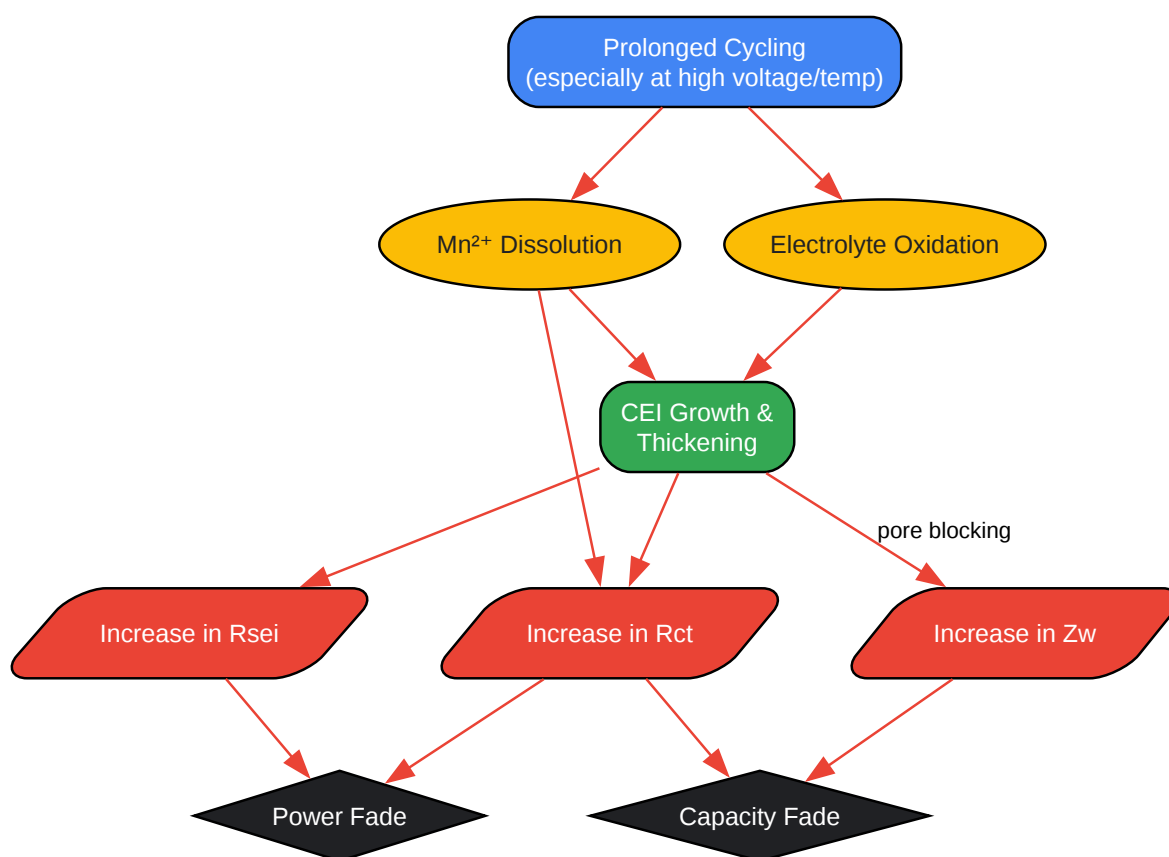 Prolonged Cycling
(especially at high voltage/temp)
Mn²⁺ Dissolution
Electrolyte Oxidation
CEI Growth &
Thickening
pore blocking
Increase in Rsei
Increase in Rct
Increase in Zw
Power Fade
Capacity Fade